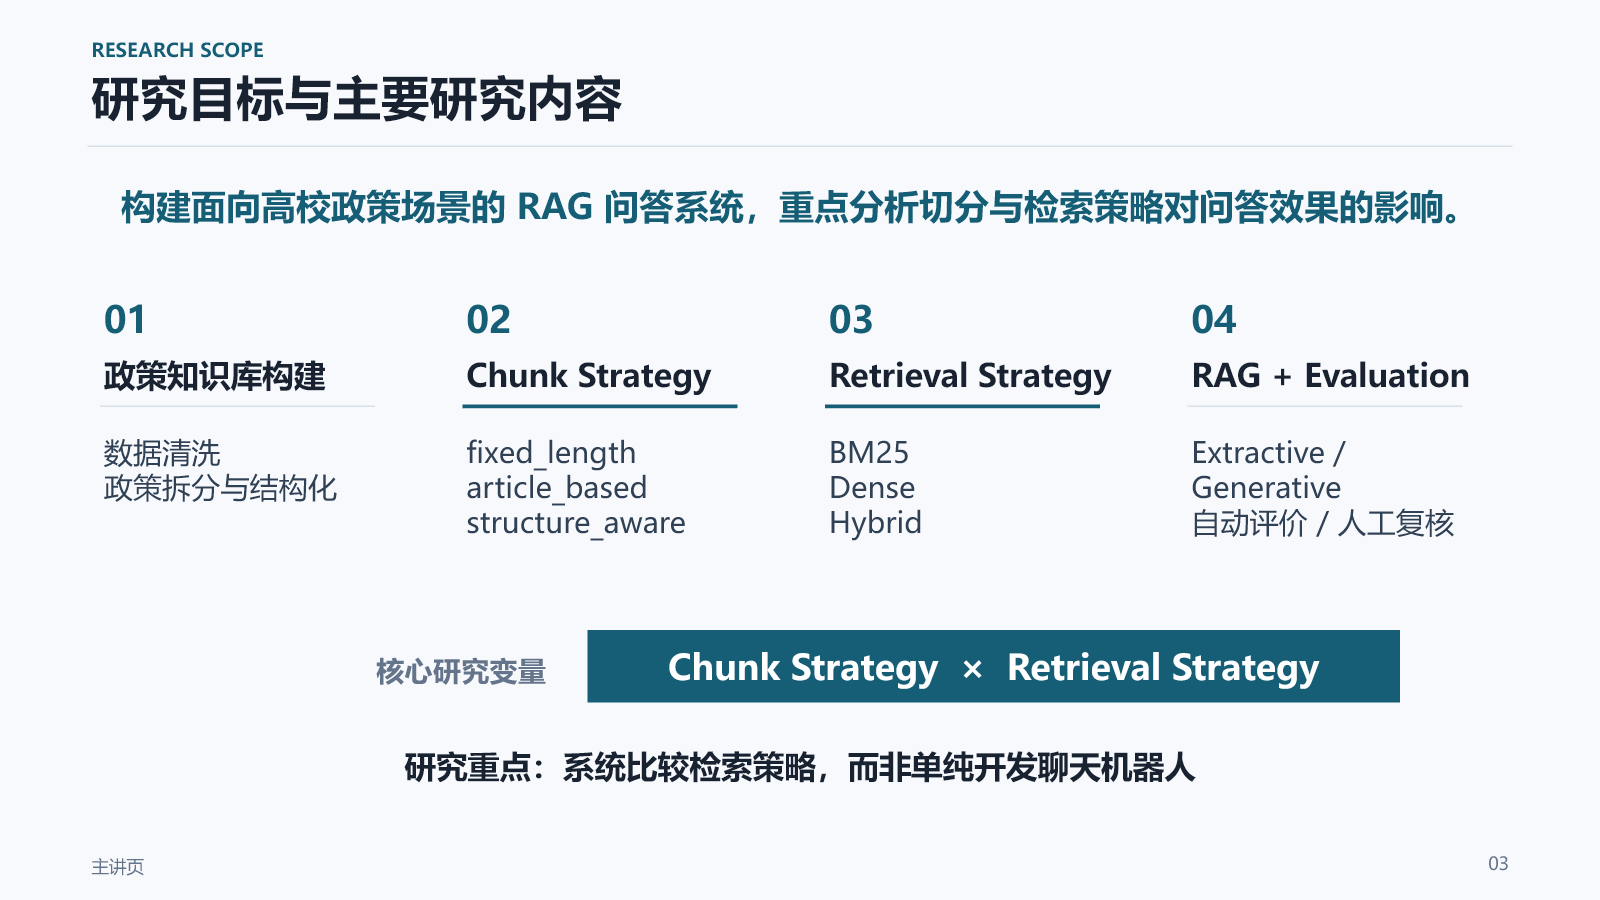 RESEARCH SCOPE
研究目标与主要研究内容
构建面向高校政策场景的 RAG 问答系统，重点分析切分与检索策略对问答效果的影响。
01
政策知识库构建
数据清洗
政策拆分与结构化
02
Chunk Strategy
fixed_length
article_based
structure_aware
03
Retrieval Strategy
BM25
Dense
Hybrid
04
RAG + Evaluation
Extractive /
Generative
自动评价 / 人工复核
核心研究变量
Chunk Strategy × Retrieval Strategy
研究重点：系统比较检索策略，而非单纯开发聊天机器人
主讲页
03